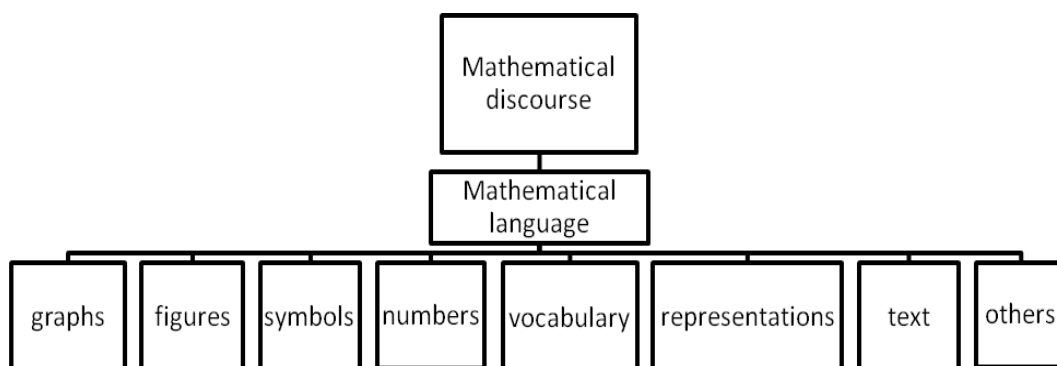 Mathematical
discourse
Mathematical
language
graphs
figures
symbols
numbers
vocabulary
representations
text
others